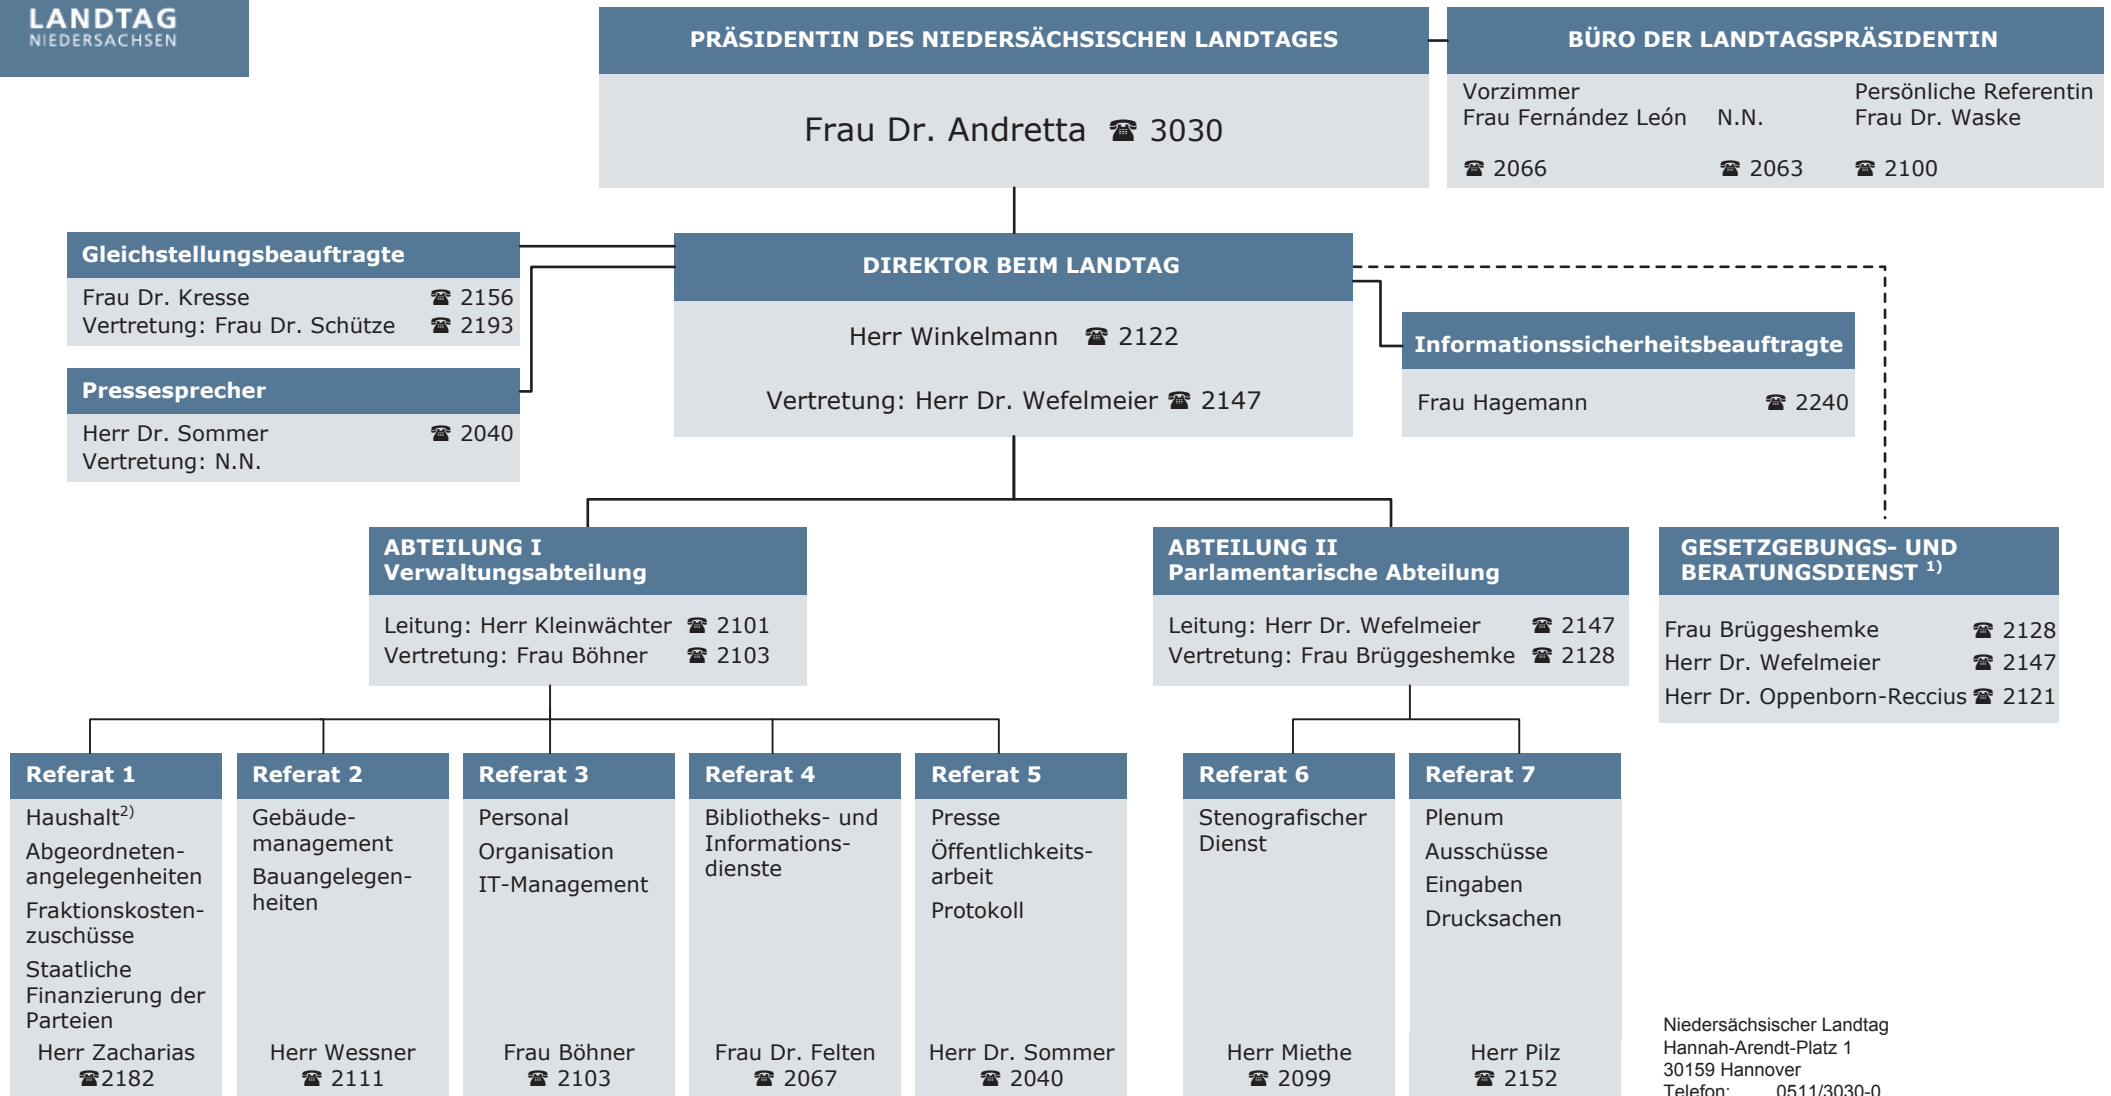 LANDTAG
NIEDERSACHSEN
PRÄSIDENTIN DES NIEDERSÄCHSISCHEN LANDTAGES
Frau Dr. Andretta ☎ 3030
BÜRO DER LANDTAGSPRÄSIDENTIN
Vorzimmer Persönliche Referentin
Frau Fernández León N.N. Frau Dr. Waske
☎ 2066 ☎ 2063 ☎ 2100
Gleichstellungsbeauftragte
Frau Dr. Kresse ☎ 2156
Vertretung: Frau Dr. Schütze ☎ 2193
Pressesprecher
Herr Dr. Sommer ☎ 2040
Vertretung: N.N.
DIREKTOR BEIM LANDTAG
Herr Winkelmann ☎ 2122
Vertretung: Herr Dr. Wefelmeier ☎ 2147
Informationssicherheitsbeauftragte
Frau Hagemann ☎ 2240
ABTEILUNG I
Verwaltungsabteilung
Leitung: Herr Kleinwächter ☎ 2101
Vertretung: Frau Böhner ☎ 2103
ABTEILUNG II
Parlamentarische Abteilung
Leitung: Herr Dr. Wefelmeier ☎ 2147
Vertretung: Frau Brüggeshemke ☎ 2128
GESETZGEBUNGS- UND
BERATUNGSDIENST 1)
Frau Brüggeshemke ☎ 2128
Herr Dr. Wefelmeier ☎ 2147
Herr Dr. Oppenborn-Reccius ☎ 2121
Referat 1
Haushalt2)
Abgeordneten-
angelegenheiten
Fraktionskosten-
zuschüsse
Staatliche
Finanzierung der
Parteien
Herr Zacharias
☎2182
Referat 2
Gebäude-
management
Bauangelegen-
heiten
Herr Wessner
☎ 2111
Referat 3
Personal
Organisation
IT-Management
Frau Böhner
☎ 2103
Referat 4
Bibliotheks- und
Informations-
dienste
Frau Dr. Felten
☎ 2067
Referat 5
Presse
Öffentlichkeits-
arbeit
Protokoll
Herr Dr. Sommer
☎ 2040
Referat 6
Stenografischer
Dienst
Herr Miethe
☎ 2099
Referat 7
Plenum
Ausschüsse
Eingaben
Drucksachen
Herr Pilz
☎ 2152
Niedersächsischer Landtag
Hannah-Arendt-Platz 1
30159 Hannover
Telefon: 0511/3030-0